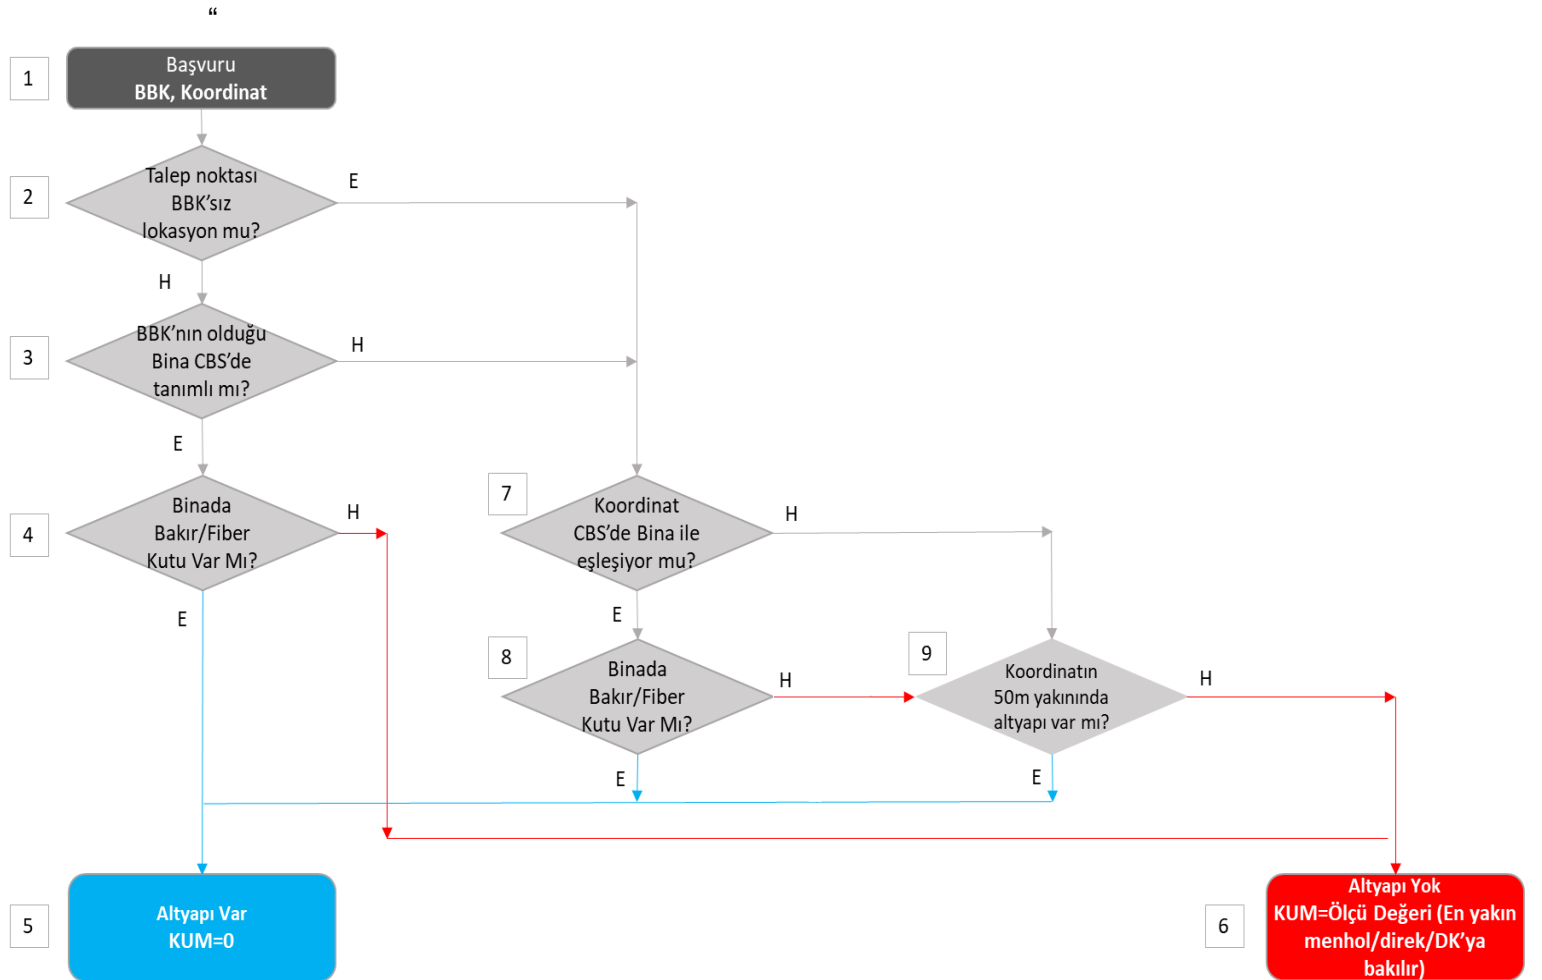 “
1
Başvuru
BBK, Koordinat
2
Talep noktası
BBK’sız
lokasyon mu?
E
H
3
BBK’nın olduğu
Bina CBS’de
tanımlı mı?
H
E
4
Binada
Bakır/Fiber
Kutu Var Mı?
H
E
7
Koordinat
CBS’de Bina ile
eşleşiyor mu?
H
E
8
Binada
Bakır/Fiber
Kutu Var Mı?
H
E
9
Koordinatın
50m yakınında
altyapı var mı?
H
E
5
Altyapı Var
KUM=0
6
Altyapı Yok
KUM=Ölçü Değeri (En yakın
menhol/direk/DK’ya
bakılır)